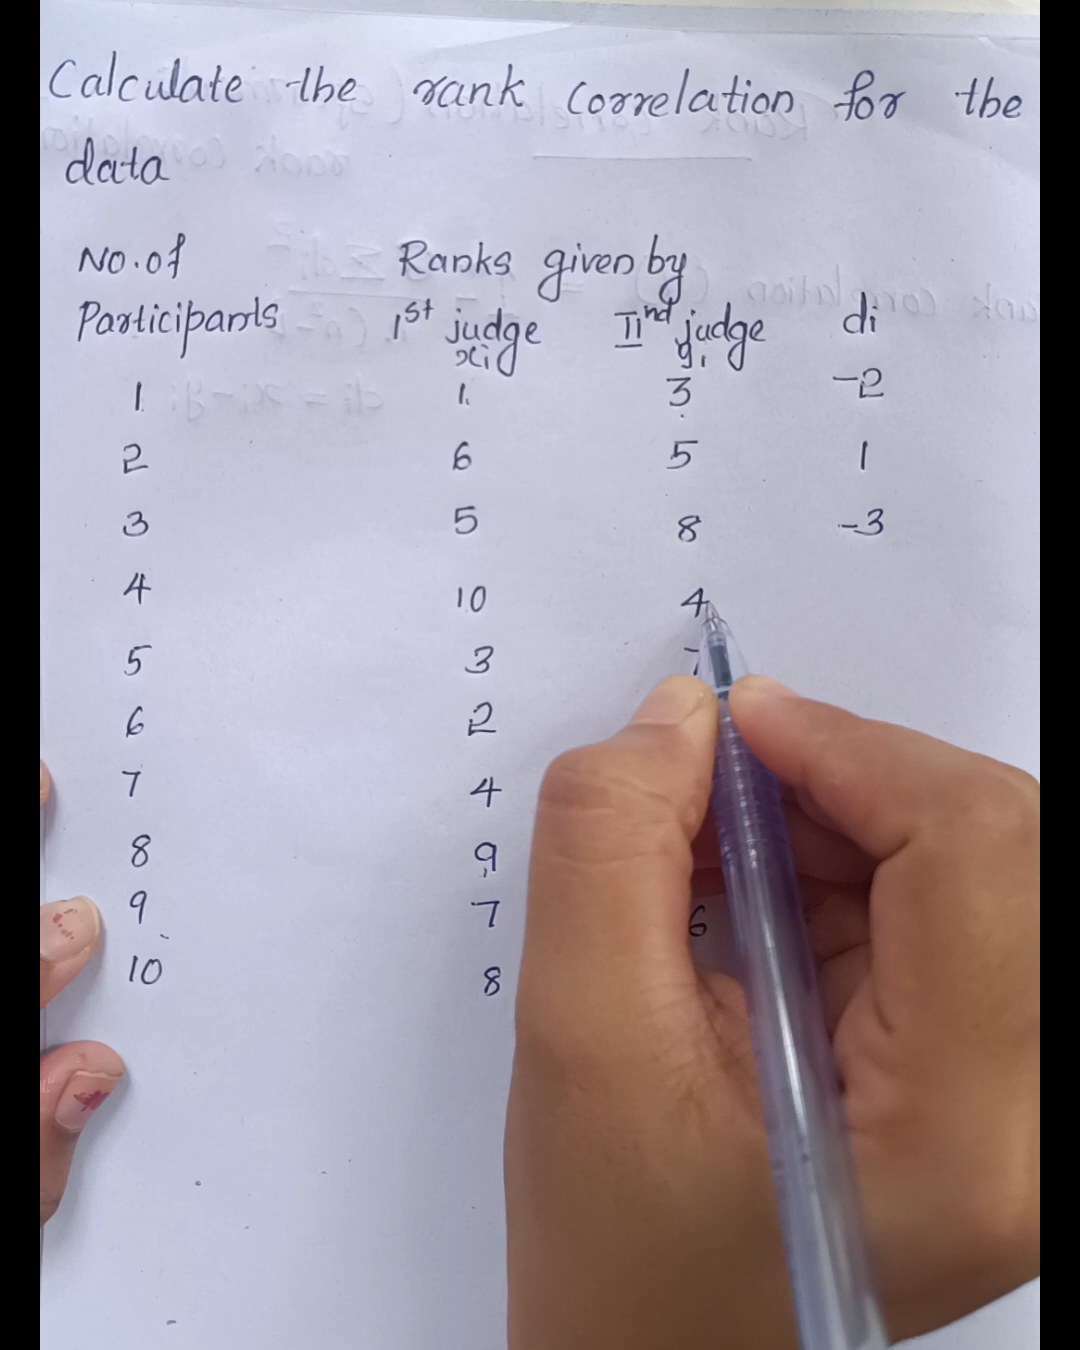 Calculate the rank correlation for the
data
No. of Ranks given by
Participants 1st judge IInd judge di
xi yi
1 1 3 -2
2 6 5 1
3 5 8 -3
4 10 4
5 3 7
6 2
7 4
8 9
9 7 6
10 8